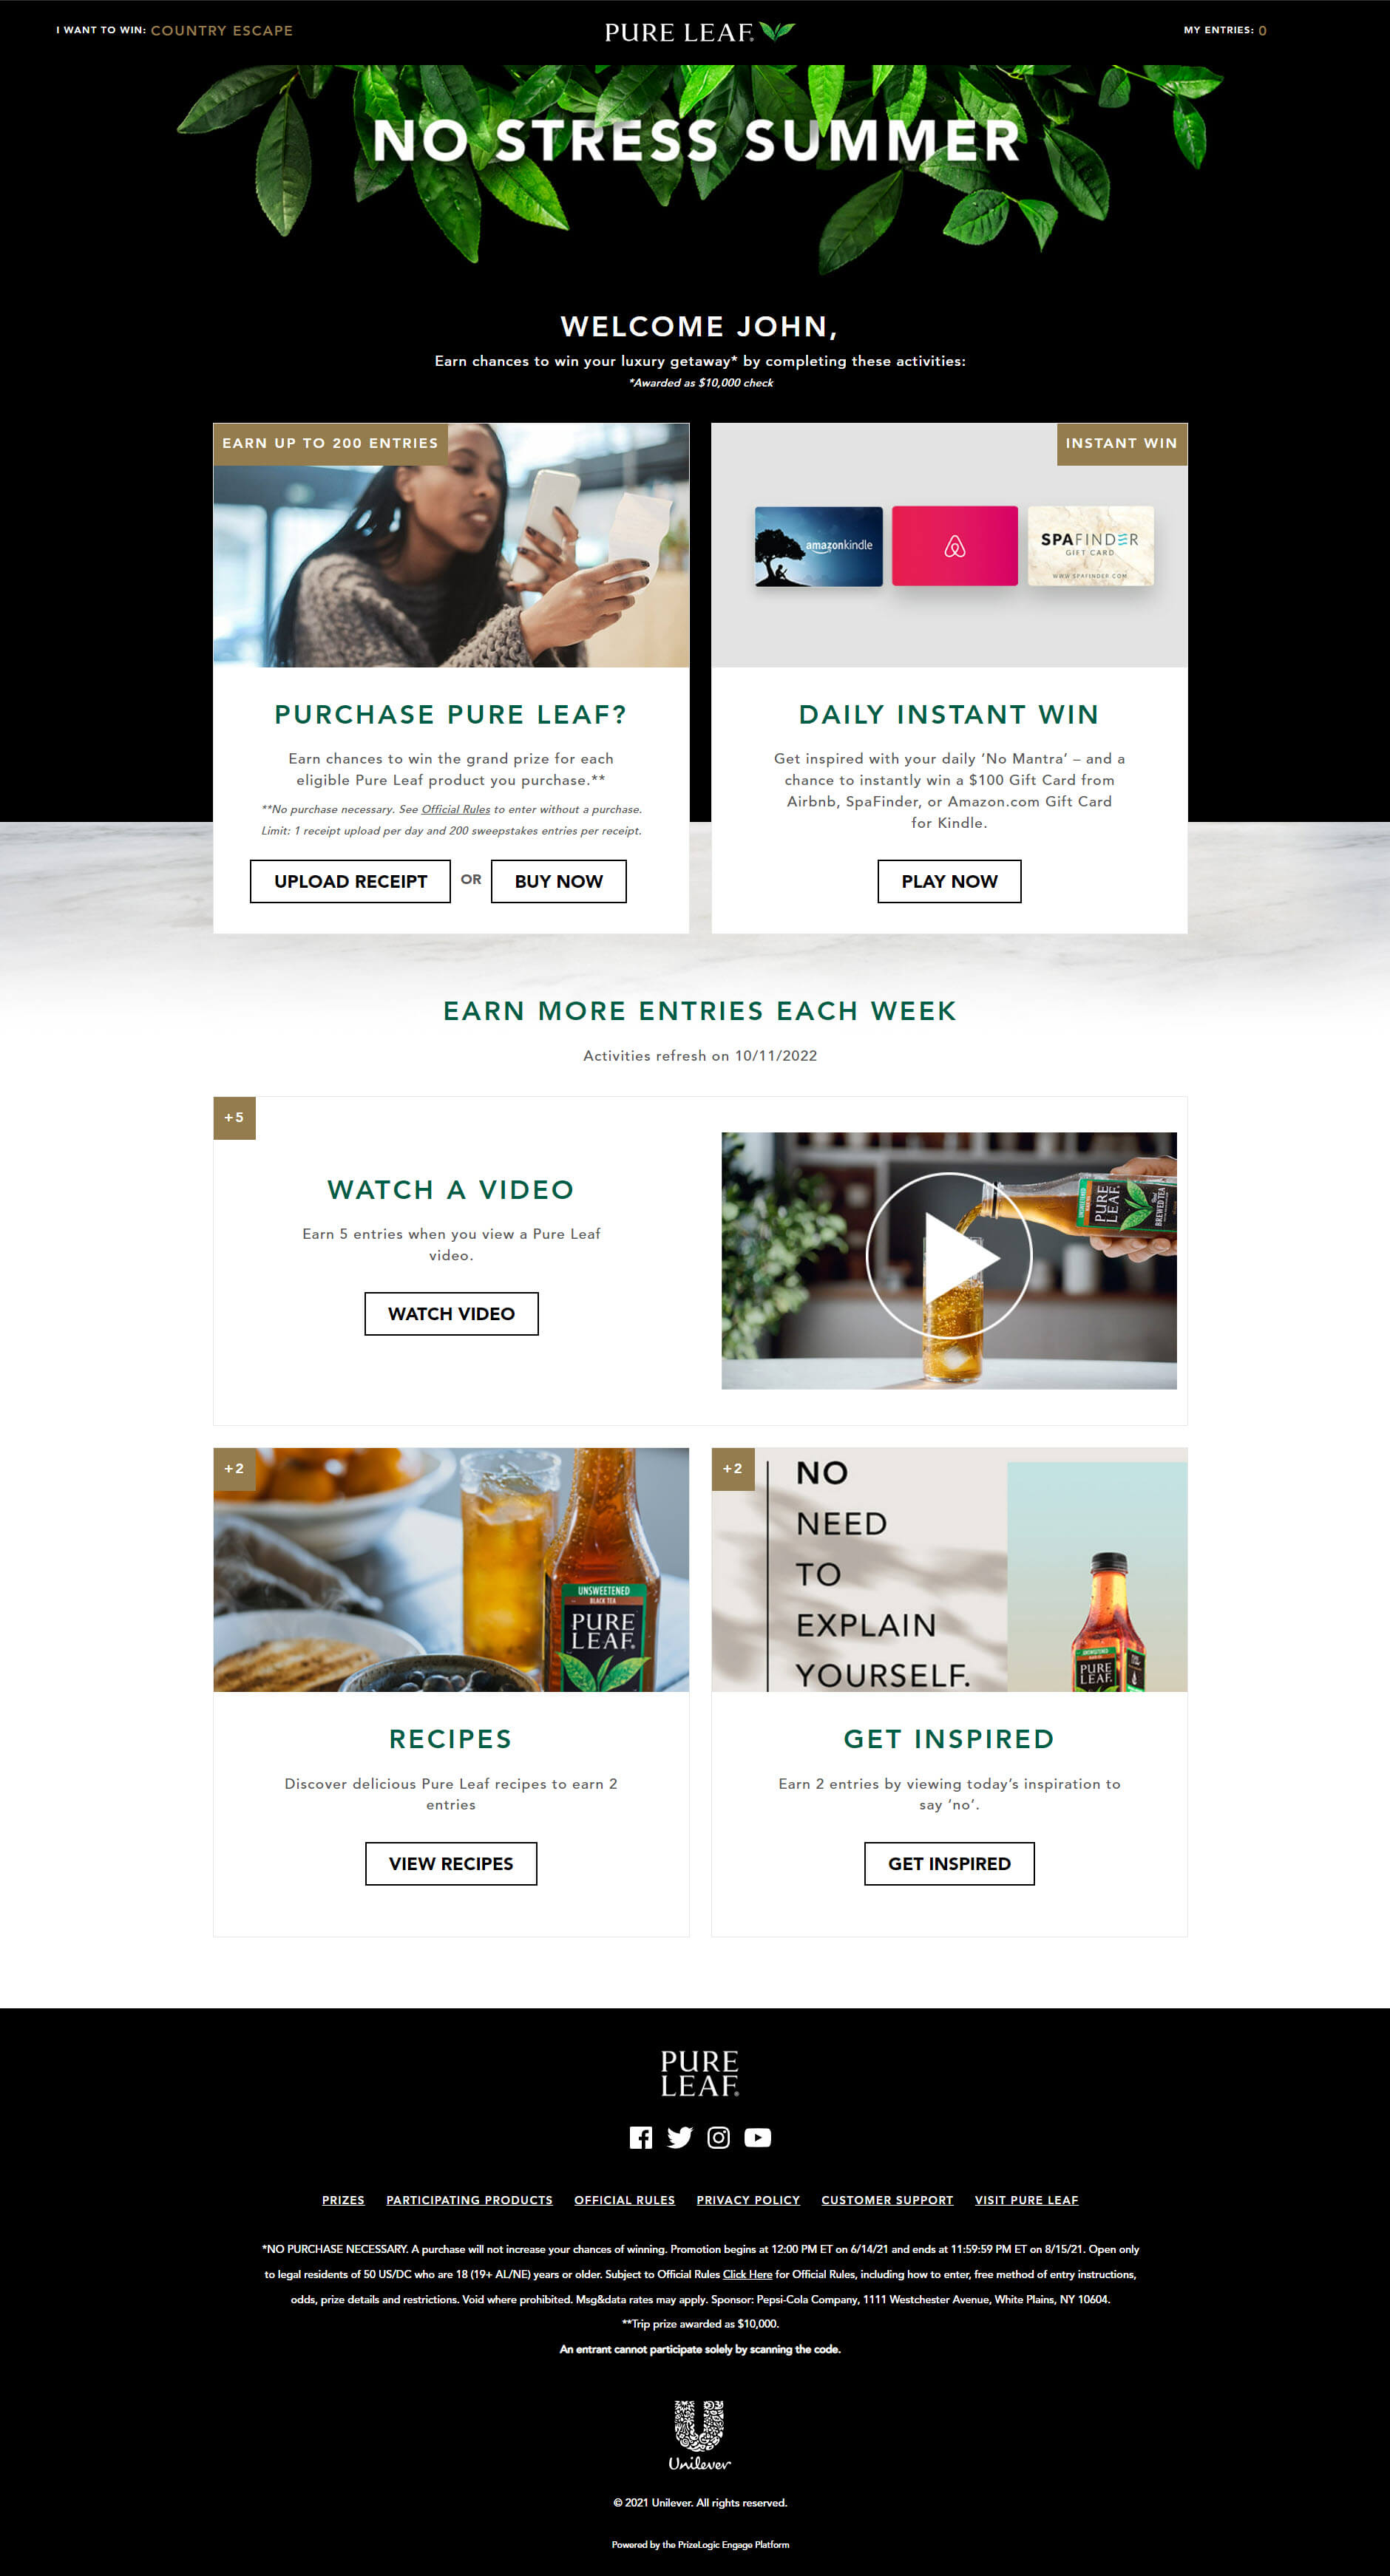 I WANT TO WIN: COUNTRY ESCAPE
PURE LEAF®
MY ENTRIES: 0
NO STRESS SUMMER
WELCOME JOHN,
Earn chances to win your luxury getaway* by completing these activities:
*Awarded as $10,000 check
EARN UP TO 200 ENTRIES
INSTANT WIN
amazonkindle
SPAFINDER
GIFT CARD
WWW.SPAFINDER.COM
PURCHASE PURE LEAF?
Earn chances to win the grand prize for each
eligible Pure Leaf product you purchase.**
**No purchase necessary. See Official Rules to enter without a purchase.
Limit: 1 receipt upload per day and 200 sweepstakes entries per receipt.
UPLOAD RECEIPT
OR
BUY NOW
DAILY INSTANT WIN
Get inspired with your daily ‘No Mantra’ – and a
chance to instantly win a $100 Gift Card from
Airbnb, SpaFinder, or Amazon.com Gift Card
for Kindle.
PLAY NOW
EARN MORE ENTRIES EACH WEEK
Activities refresh on 10/11/2022
+5
WATCH A VIDEO
Earn 5 entries when you view a Pure Leaf
video.
WATCH VIDEO
UNSWEETENED
PURE
LEAF
BREWED TEA
+2
UNSWEETENED
BLACK TEA
PURE
LEAF
RECIPES
Discover delicious Pure Leaf recipes to earn 2
entries
VIEW RECIPES
+2
NO
NEED
TO
EXPLAIN
YOURSELF.
UNSWEETENED
PURE
LEAF
GET INSPIRED
Earn 2 entries by viewing today’s inspiration to
say ‘no’.
GET INSPIRED
PURE
LEAF®
PRIZES
PARTICIPATING PRODUCTS
OFFICIAL RULES
PRIVACY POLICY
CUSTOMER SUPPORT
VISIT PURE LEAF
*NO PURCHASE NECESSARY. A purchase will not increase your chances of winning. Promotion begins at 12:00 PM ET on 6/14/21 and ends at 11:59:59 PM ET on 8/15/21. Open only
to legal residents of 50 US/DC who are 18 (19+ AL/NE) years or older. Subject to Official Rules Click Here for Official Rules, including how to enter, free method of entry instructions,
odds, prize details and restrictions. Void where prohibited. Msg&data rates may apply. Sponsor: Pepsi-Cola Company, 1111 Westchester Avenue, White Plains, NY 10604.
**Trip prize awarded as $10,000.
An entrant cannot participate solely by scanning the code.
Unilever
© 2021 Unilever. All rights reserved.
Powered by the PrizeLogic Engage Platform